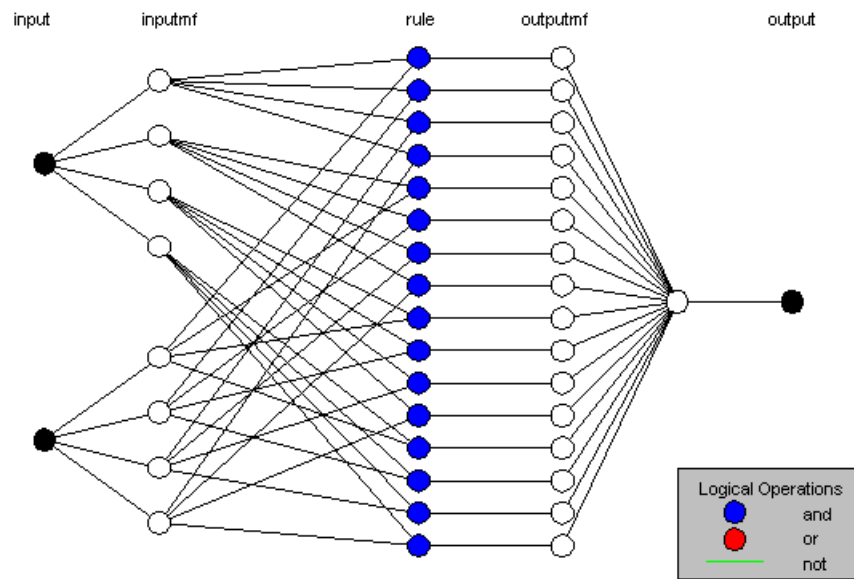 input inputmf rule outputmf output
Logical Operations
and
or
not